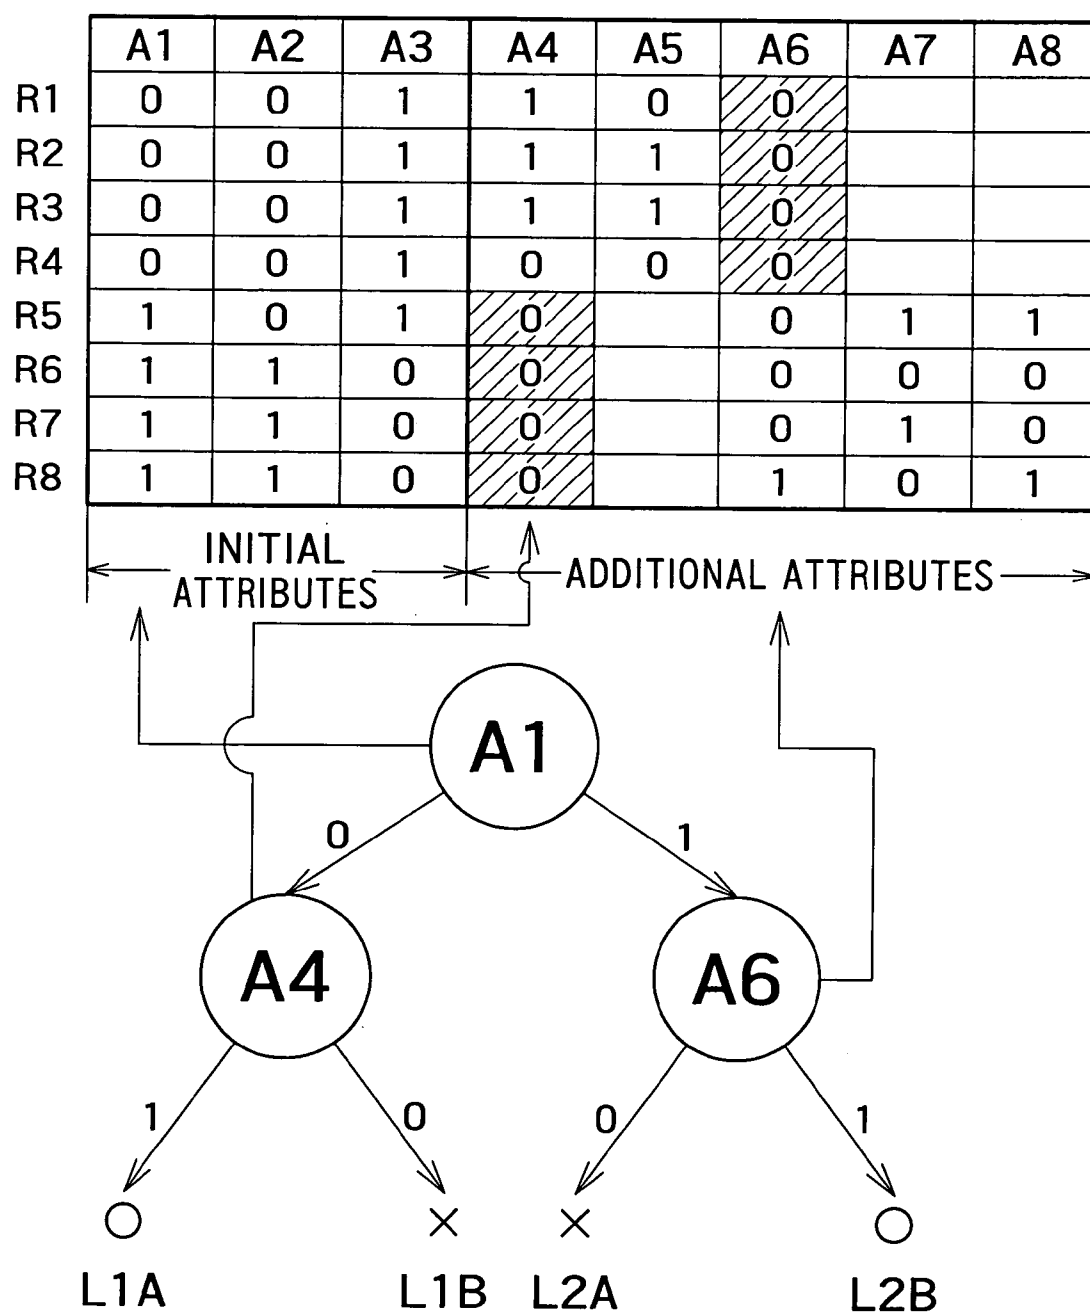 A1 A2 A3 A4 A5 A6 A7 A8
R1 0 0 1 1 0 0
R2 0 0 1 1 1 0
R3 0 0 1 1 1 0
R4 0 0 1 0 0 0
R5 1 0 1 0 0 1 1
R6 1 1 0 0 0 0 0
R7 1 1 0 0 0 1 0
R8 1 1 0 0 1 0 1
INITIAL
ATTRIBUTES
ADDITIONAL ATTRIBUTES
A1
0 1
A4 A6
1 0 0 1
L1A L1B L2A L2B